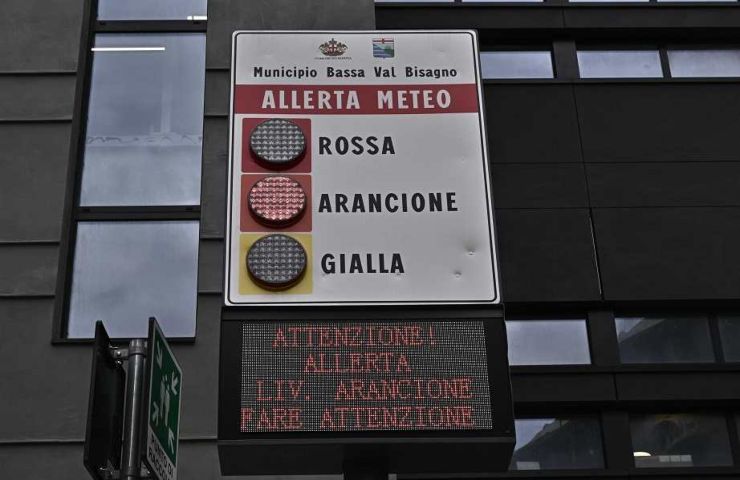 Municipio Bassa Val Bisagno
ALLERTA METEO
ROSSA
ARANCIONE
GIALLA
ATTENZIONE!
ALLERTA
LIV. ARANCIONE
FARE ATTENZIONE